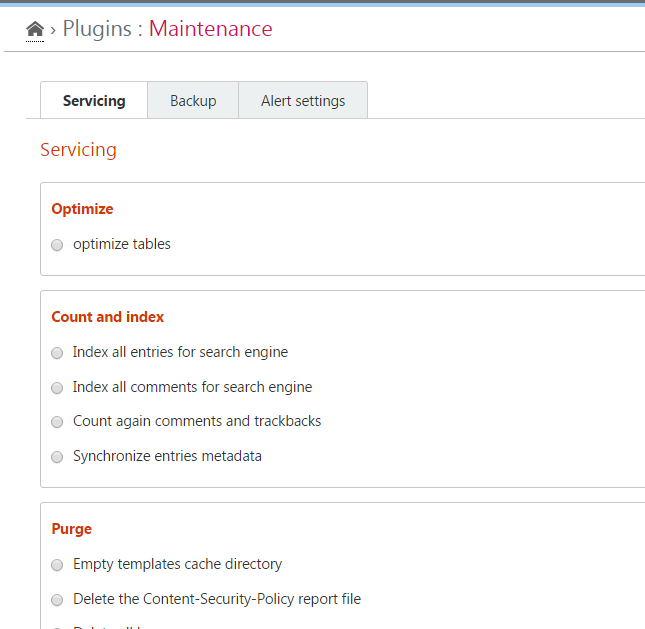 › Plugins : Maintenance
Servicing Backup Alert settings
Servicing
Optimize
optimize tables
Count and index
Index all entries for search engine
Index all comments for search engine
Count again comments and trackbacks
Synchronize entries metadata
Purge
Empty templates cache directory
Delete the Content-Security-Policy report file